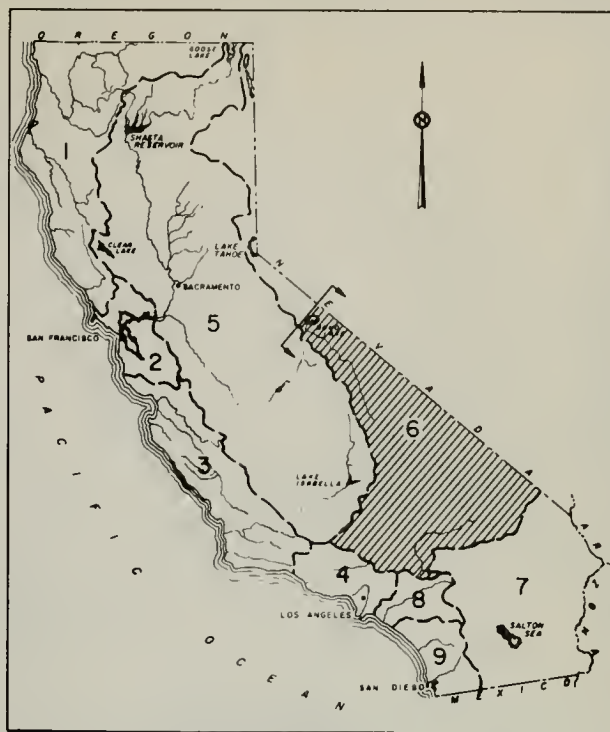 OREGON
GOOSE LAKE
N
SHASTA RESERVOIR
1
CLEAR LAKE
LAKE TAHOE
SACRAMENTO
NEVADA
5
SAN FRANCISCO
2
6
PACIFIC OCEAN
3
LAKE ISABELLA
ARIZONA
4
8
7
LOS ANGELES
SALTON SEA
9
SAN DIEGO
MEXICO